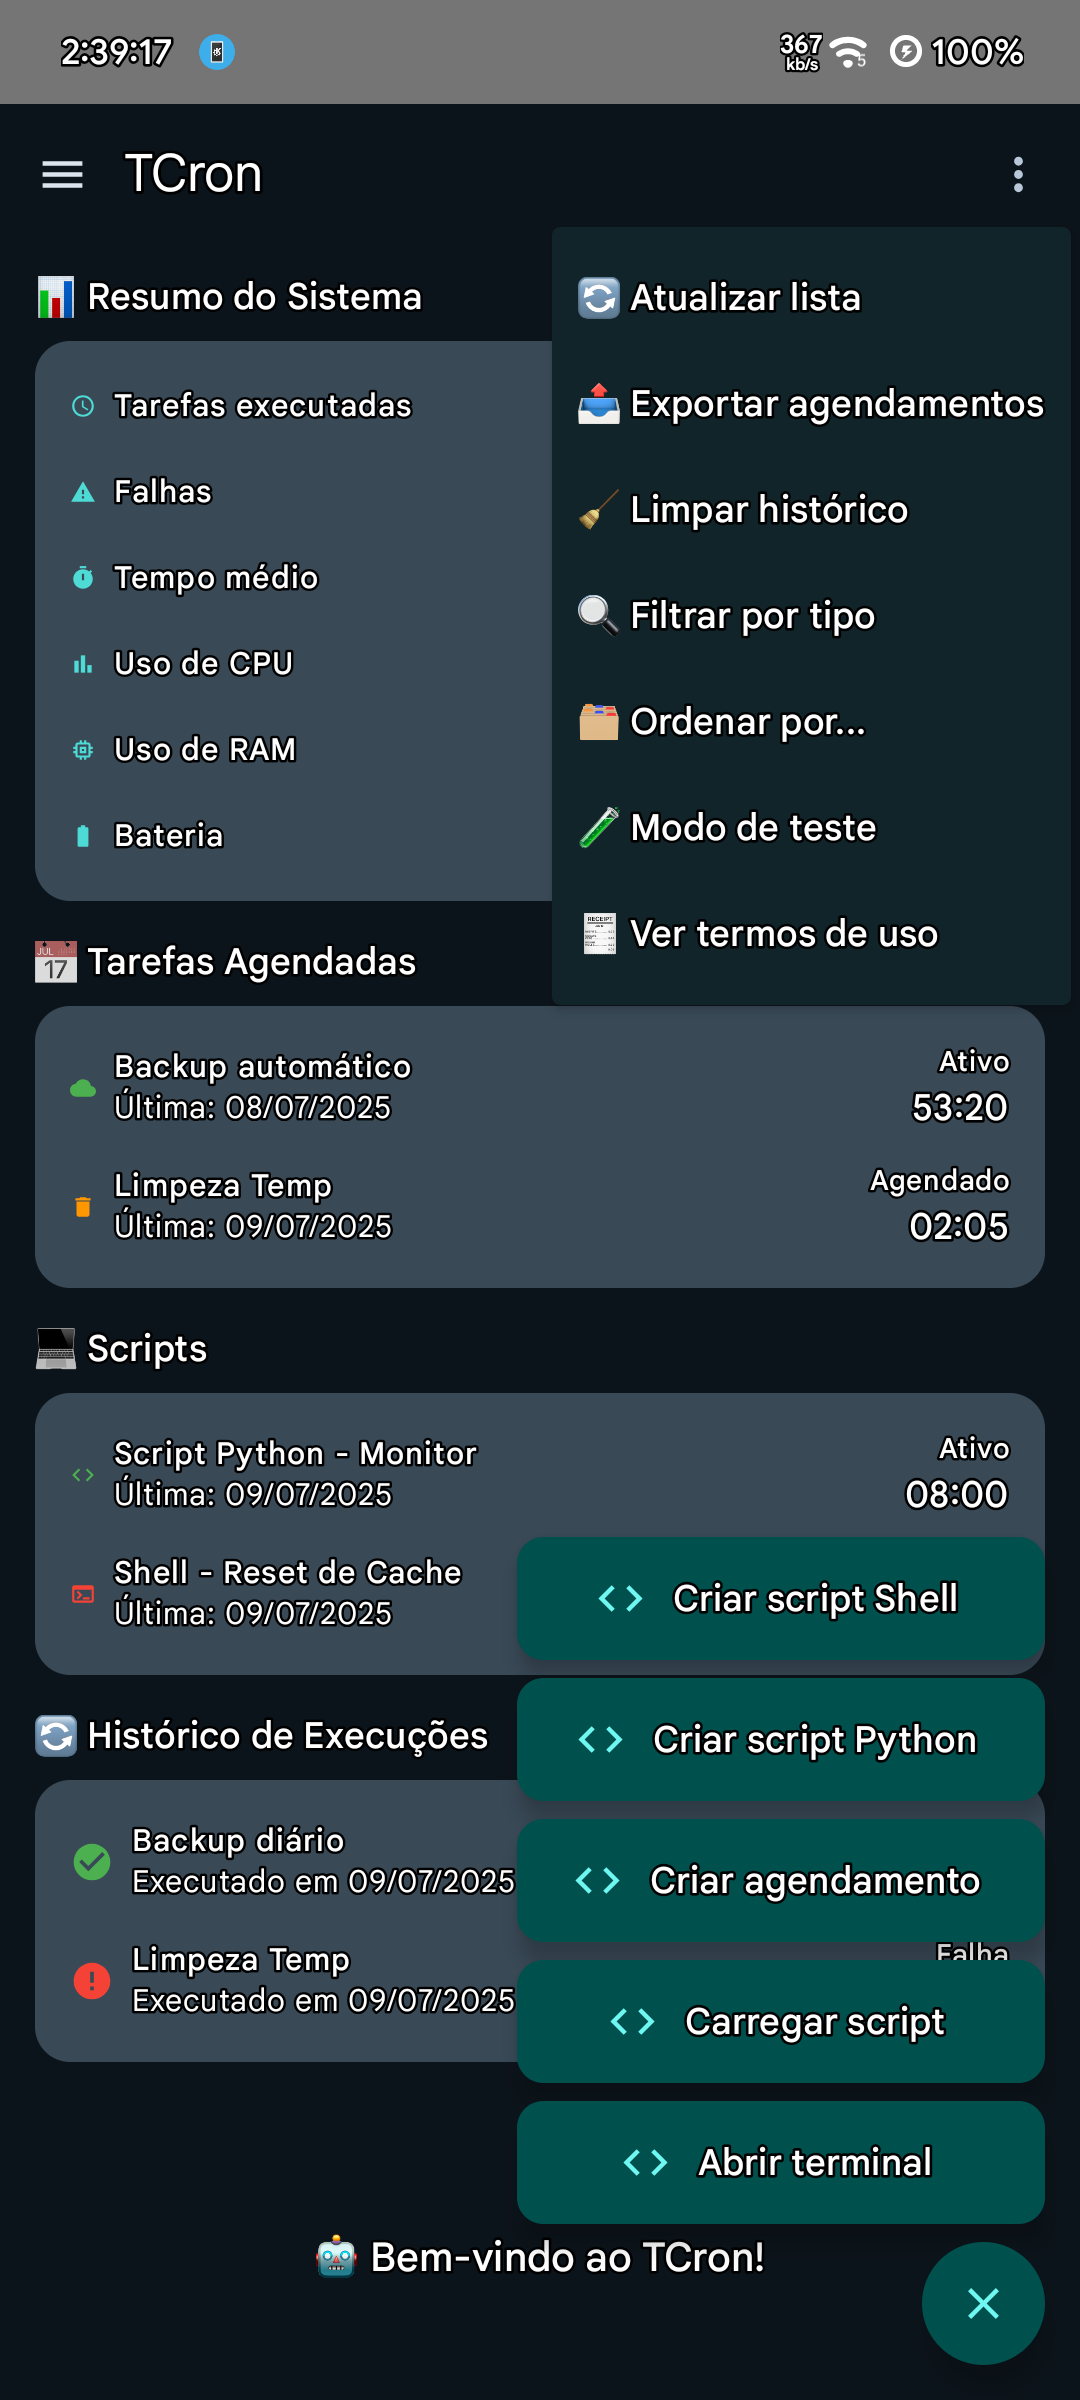 2:39:17
367
kb/s
5
100%
TCron
Resumo do Sistema
Atualizar lista
Tarefas executadas
Exportar agendamentos
Falhas
Limpar histórico
Tempo médio
Filtrar por tipo
Uso de CPU
Ordenar por...
Uso de RAM
Modo de teste
Bateria
RECEIPT
Ver termos de uso
JUL
17
Tarefas Agendadas
Backup automático
Ativo
Última: 08/07/2025
53:20
Limpeza Temp
Agendado
Última: 09/07/2025
02:05
Scripts
Script Python - Monitor
Ativo
Última: 09/07/2025
08:00
Shell - Reset de Cache
Última: 09/07/2025
Criar script Shell
Histórico de Execuções
Criar script Python
Backup diário
Executado em 09/07/2025
Criar agendamento
Limpeza Temp
Falha
Executado em 09/07/2025
Carregar script
Abrir terminal
Bem-vindo ao TCron!